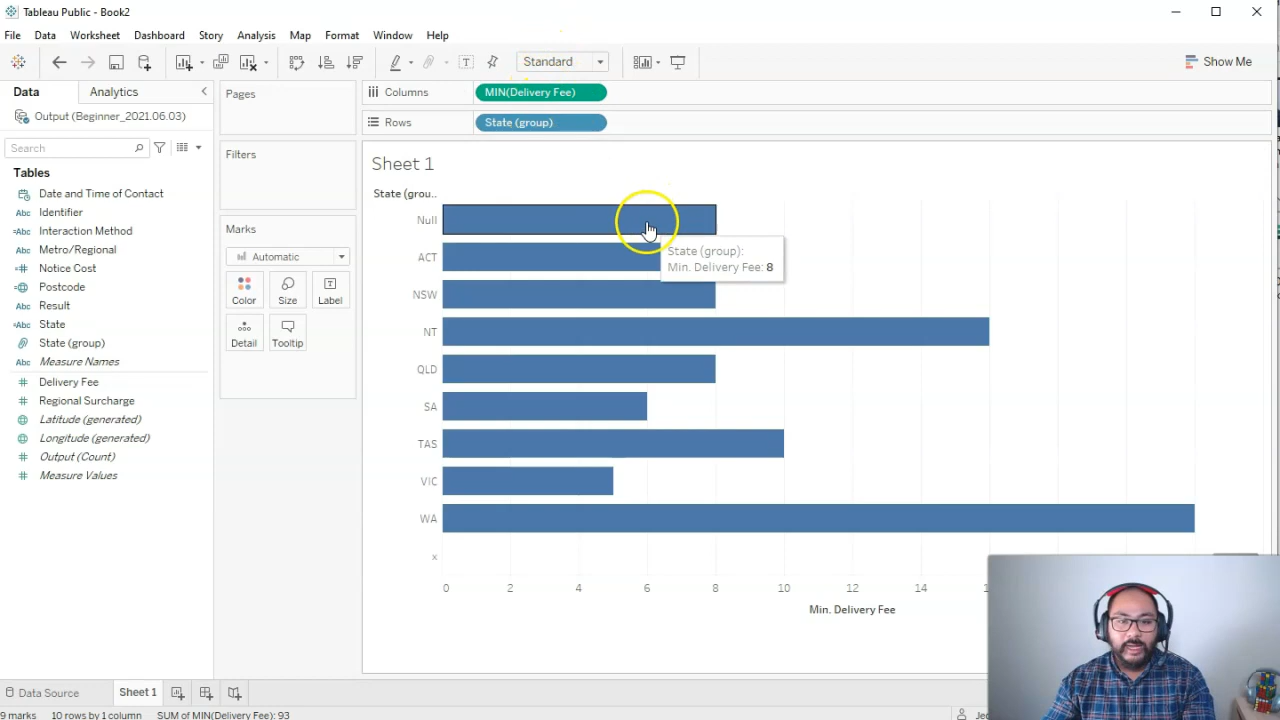 Tableau Public - Book2
File Data Worksheet Dashboard Story Analysis Map Format Window Help
Standard
Show Me
Data Analytics
Output (Beginner_2021.06.03)
Search
Tables
Date and Time of Contact
Abc Identifier
=Abc Interaction Method
Abc Metro/Regional
Notice Cost
Postcode
Abc Result
=Abc State
State (group)
Abc Measure Names
Delivery Fee
Regional Surcharge
Latitude (generated)
Longitude (generated)
Output (Count)
Measure Values
Pages
Filters
Marks
Automatic
Color Size Label
Detail Tooltip
Columns MIN(Delivery Fee)
Rows State (group)
Sheet 1
State (grou..
Null
ACT
NSW
NT
QLD
SA
TAS
VIC
WA
x
State (group):
Min. Delivery Fee: 8
0 2 4 6 8 10 12 14
Min. Delivery Fee
Data Source Sheet 1
9 marks 10 rows by 1 column SUM of MIN(Delivery Fee): 93